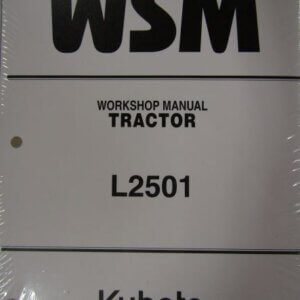 WSM
WORKSHOP MANUAL
TRACTOR
L2501
Kubota